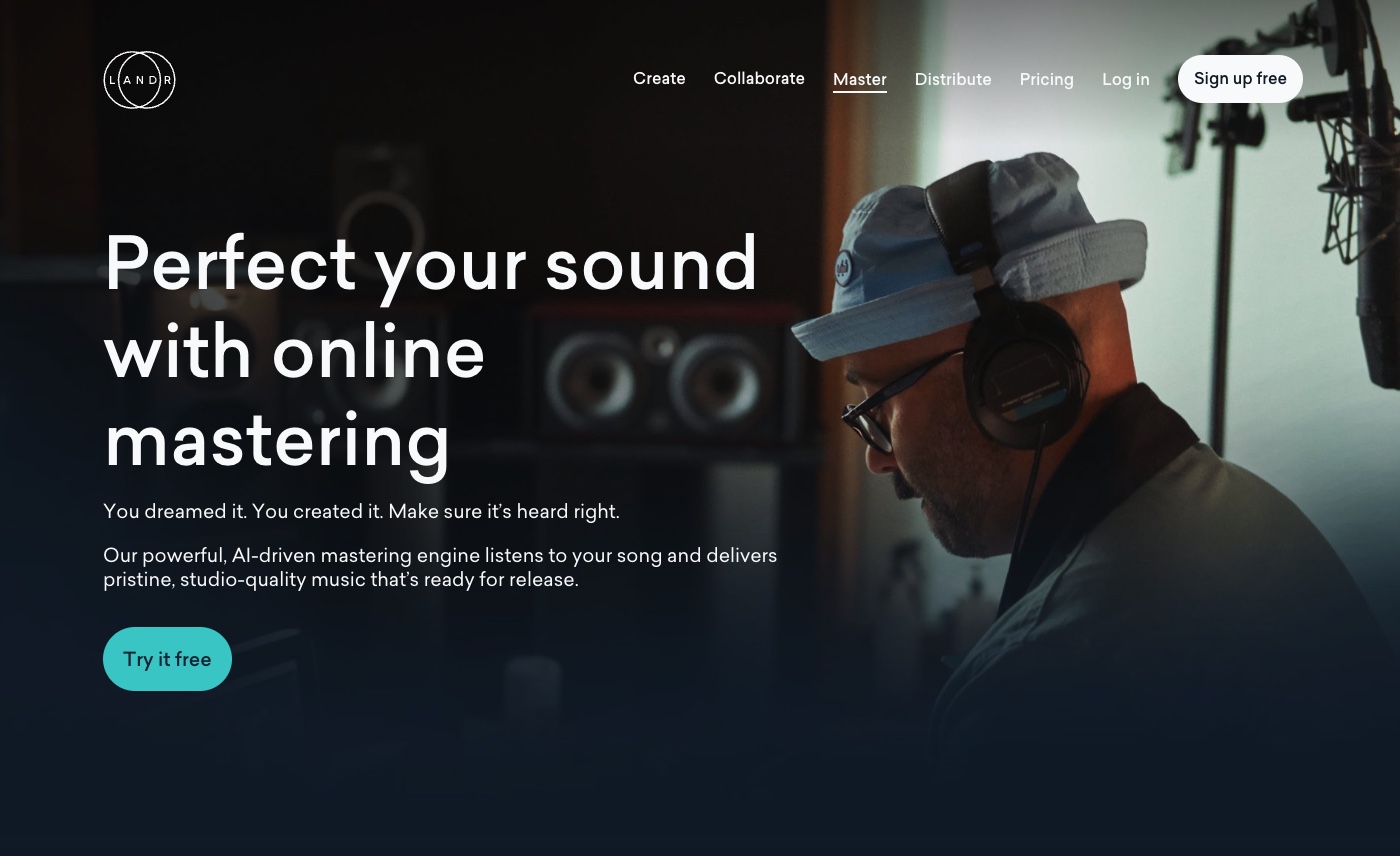 LANDR
Create Collaborate Master Distribute Pricing Log in Sign up free
Perfect your sound
with online
mastering
You dreamed it. You created it. Make sure it’s heard right.
Our powerful, AI-driven mastering engine listens to your song and delivers
pristine, studio-quality music that’s ready for release.
Try it free